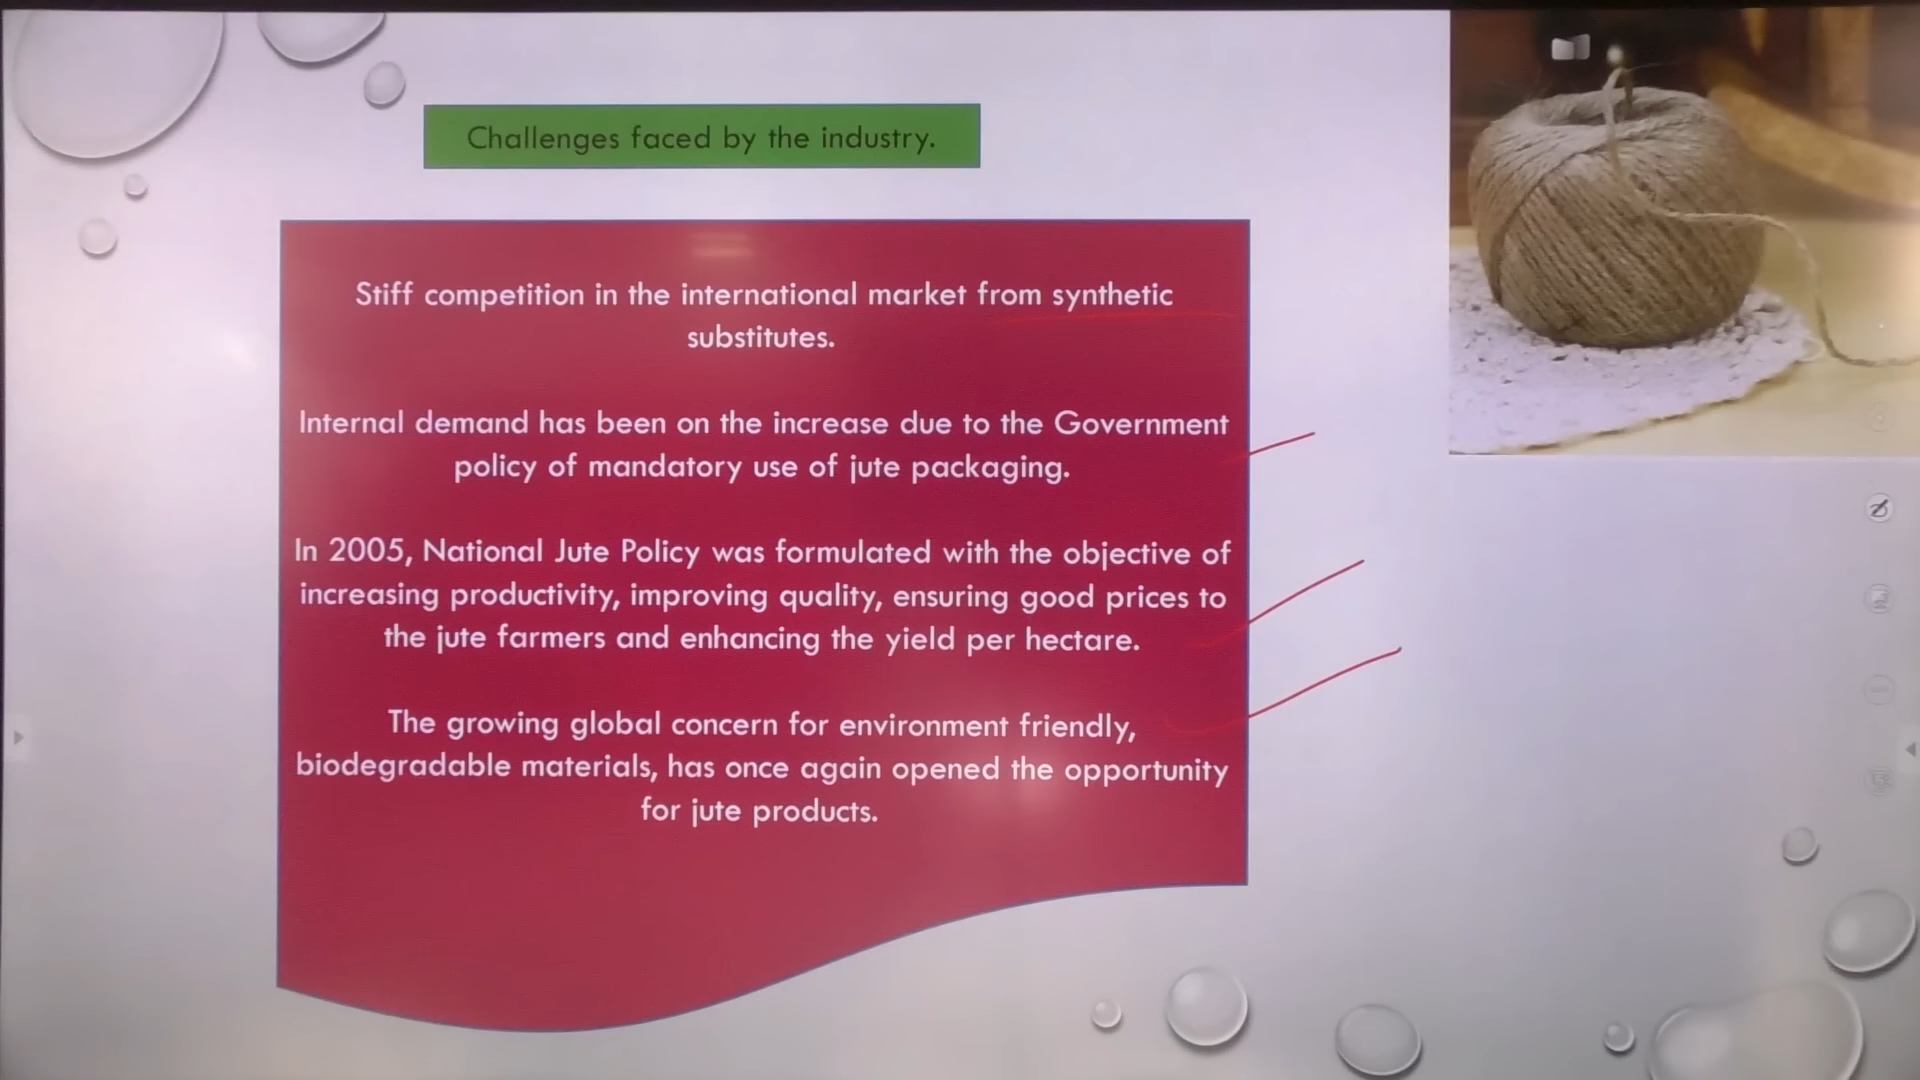 Challenges faced by the industry.
Stiff competition in the international market from synthetic
substitutes.
Internal demand has been on the increase due to the Government
policy of mandatory use of jute packaging.
In 2005, National Jute Policy was formulated with the objective of
increasing productivity, improving quality, ensuring good prices to
the jute farmers and enhancing the yield per hectare.
The growing global concern for environment friendly,
biodegradable materials, has once again opened the opportunity
for jute products.